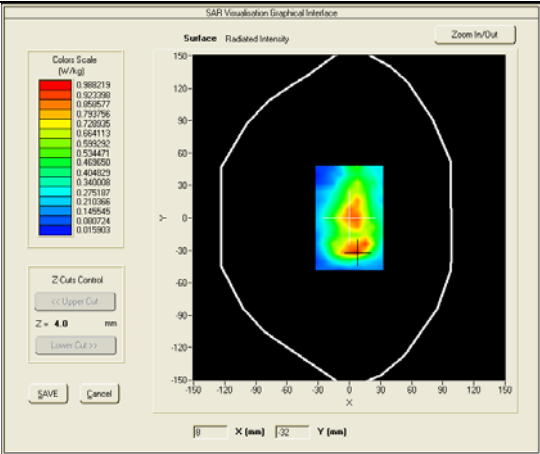 SAR Visualisation Graphical Interface
Surface Radiated Intensity
Zoom In/Out
Colors Scale
(W/kg)
0.988219
0.923398
0.858577
0.793756
0.728935
0.664113
0.599292
0.534471
0.469650
0.404829
0.340008
0.275187
0.210366
0.145545
0.080724
0.015903
Z-Cuts Control
<< Upper Cut
Z = 4.0 mm
Lower Cut >>
SAVE Cancel
150
120
90
60
30
Y
0
-30
-60
-90
-120
-150
-150 -120 -90 -60 -30 0 30 60 90 120 150
X
8 X (mm) -32 Y (mm)